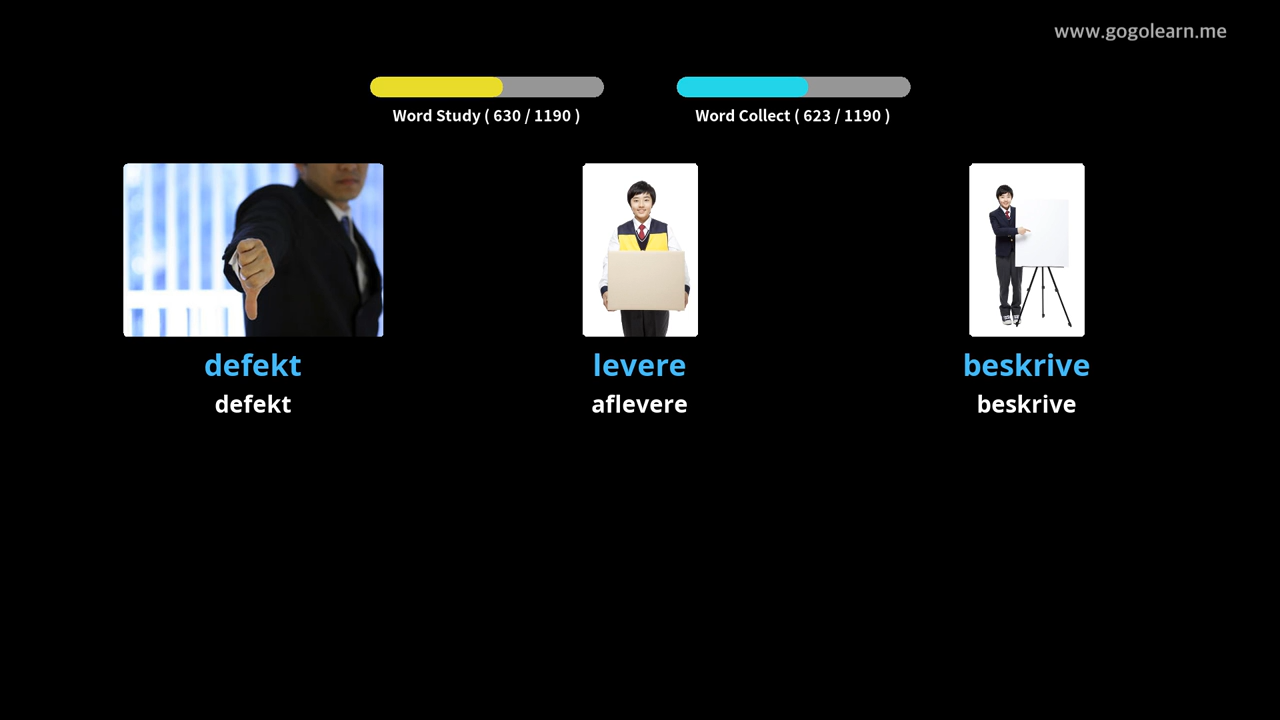 www.gogolearn.me
Word Study ( 630 / 1190 )
Word Collect ( 623 / 1190 )
defekt
defekt
levere
aflevere
beskrive
beskrive